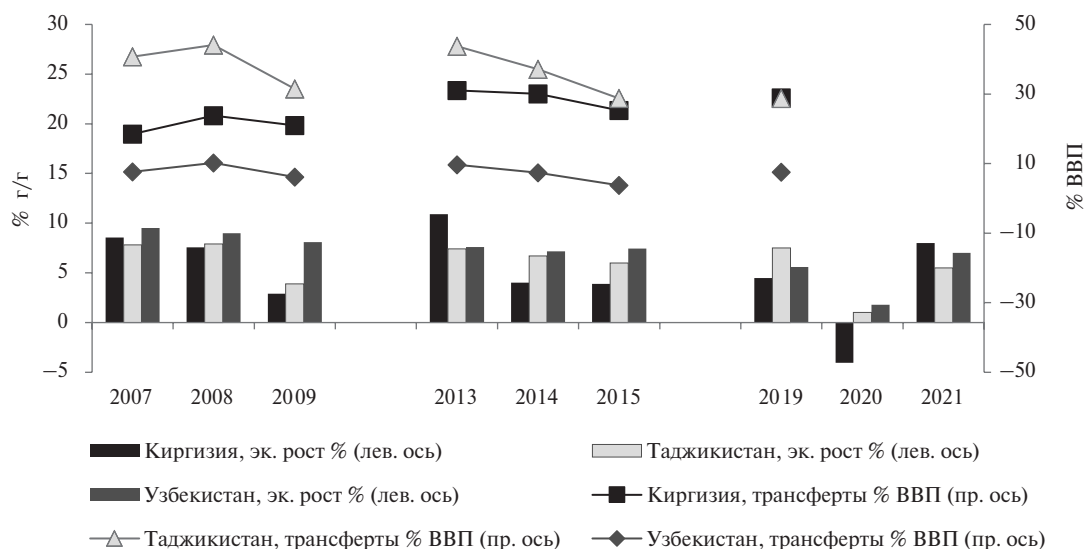 30
25
20
15
10
5
0
−5
% г/г
50
30
10
−10
−30
−50
% ВВП
2007 2008 2009 2013 2014 2015 2019 2020 2021
Киргизия, эк. рост % (лев. ось) Таджикистан, эк. рост % (лев. ось)
Узбекистан, эк. рост % (лев. ось) Киргизия, трансферты % ВВП (пр. ось)
Таджикистан, трансферты % ВВП (пр. ось) Узбекистан, трансферты % ВВП (пр. ось)